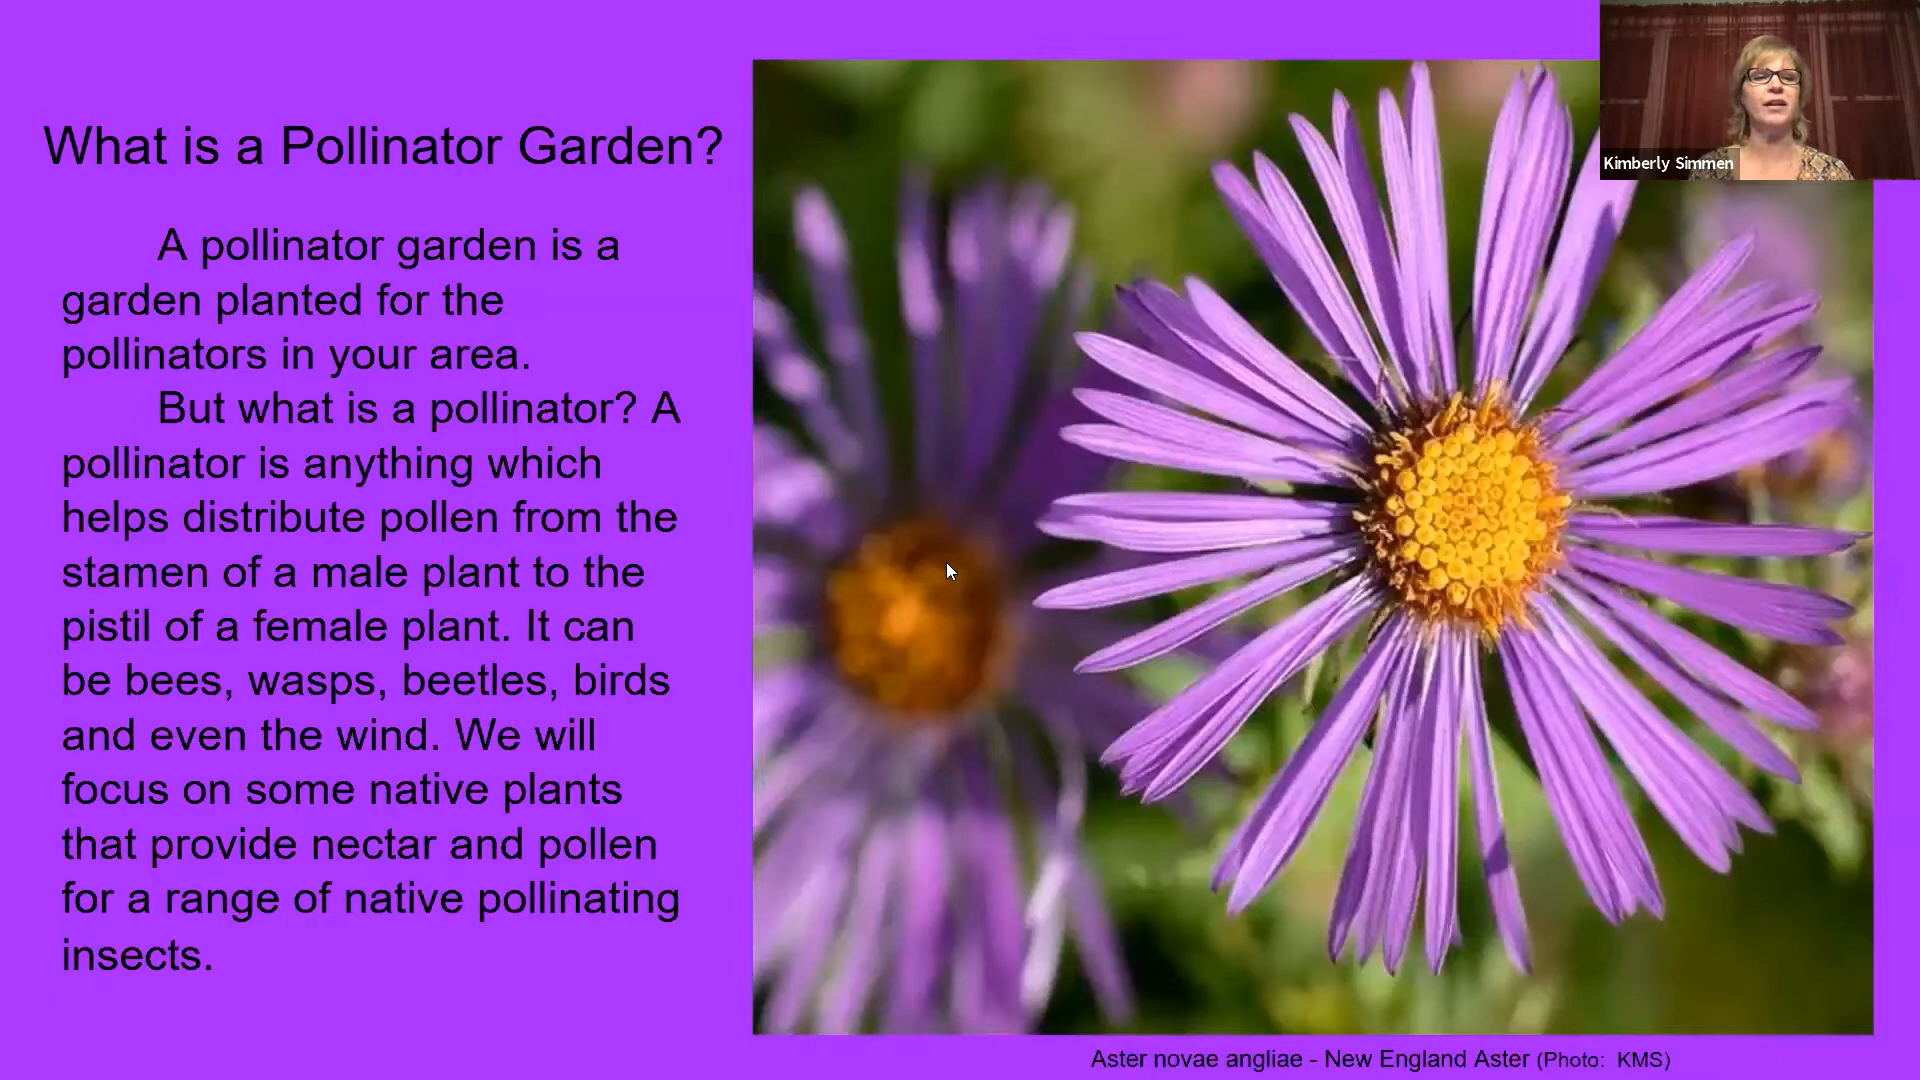 What is a Pollinator Garden?
A pollinator garden is a
garden planted for the
pollinators in your area.
But what is a pollinator? A
pollinator is anything which
helps distribute pollen from the
stamen of a male plant to the
pistil of a female plant. It can
be bees, wasps, beetles, birds
and even the wind. We will
focus on some native plants
that provide nectar and pollen
for a range of native pollinating
insects.
Kimberly Simmen
Aster novae angliae - New England Aster (Photo: KMS)